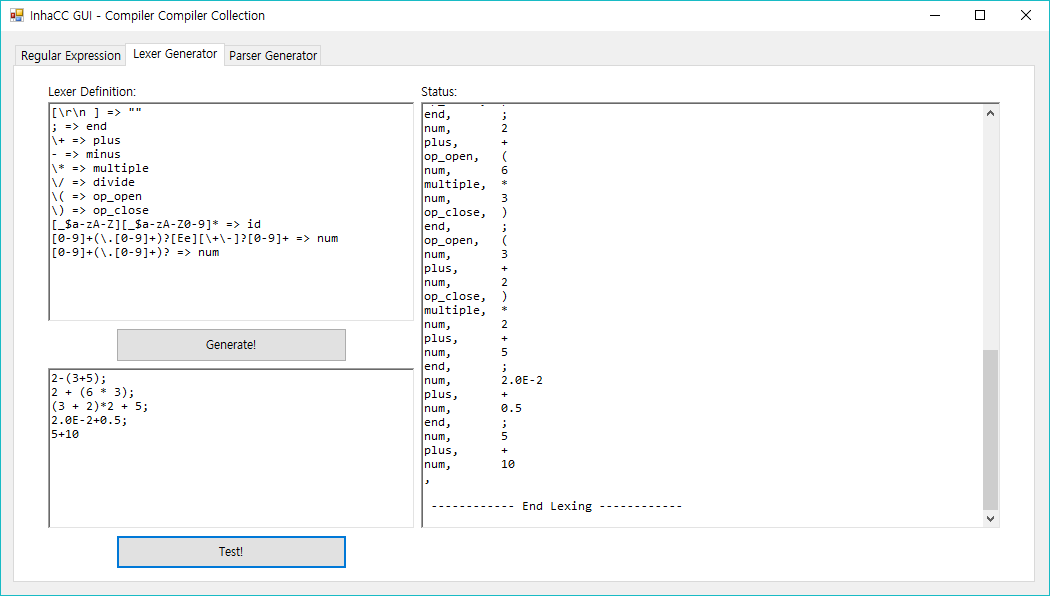 InhaCC GUI - Compiler Compiler Collection
Regular Expression Lexer Generator Parser Generator
Lexer Definition:
[\r\n ] => ""
; => end
\+ => plus
- => minus
\* => multiple
\/ => divide
\( => op_open
\) => op_close
[_$a-zA-Z][_$a-zA-Z0-9]* => id
[0-9]+(\.[0-9]+)?[Ee][\+\-]?[0-9]+ => num
[0-9]+(\.[0-9]+)? => num
Generate!
2-(3+5);
2 + (6 * 3);
(3 + 2)*2 + 5;
2.0E-2+0.5;
5+10
Test!
Status:
end, ;
num, 2
plus, +
op_open, (
num, 6
multiple, *
num, 3
op_close, )
end, ;
op_open, (
num, 3
plus, +
num, 2
op_close, )
multiple, *
num, 2
plus, +
num, 5
end, ;
num, 2.0E-2
plus, +
num, 0.5
end, ;
num, 5
plus, +
num, 10
,
------------ End Lexing ------------